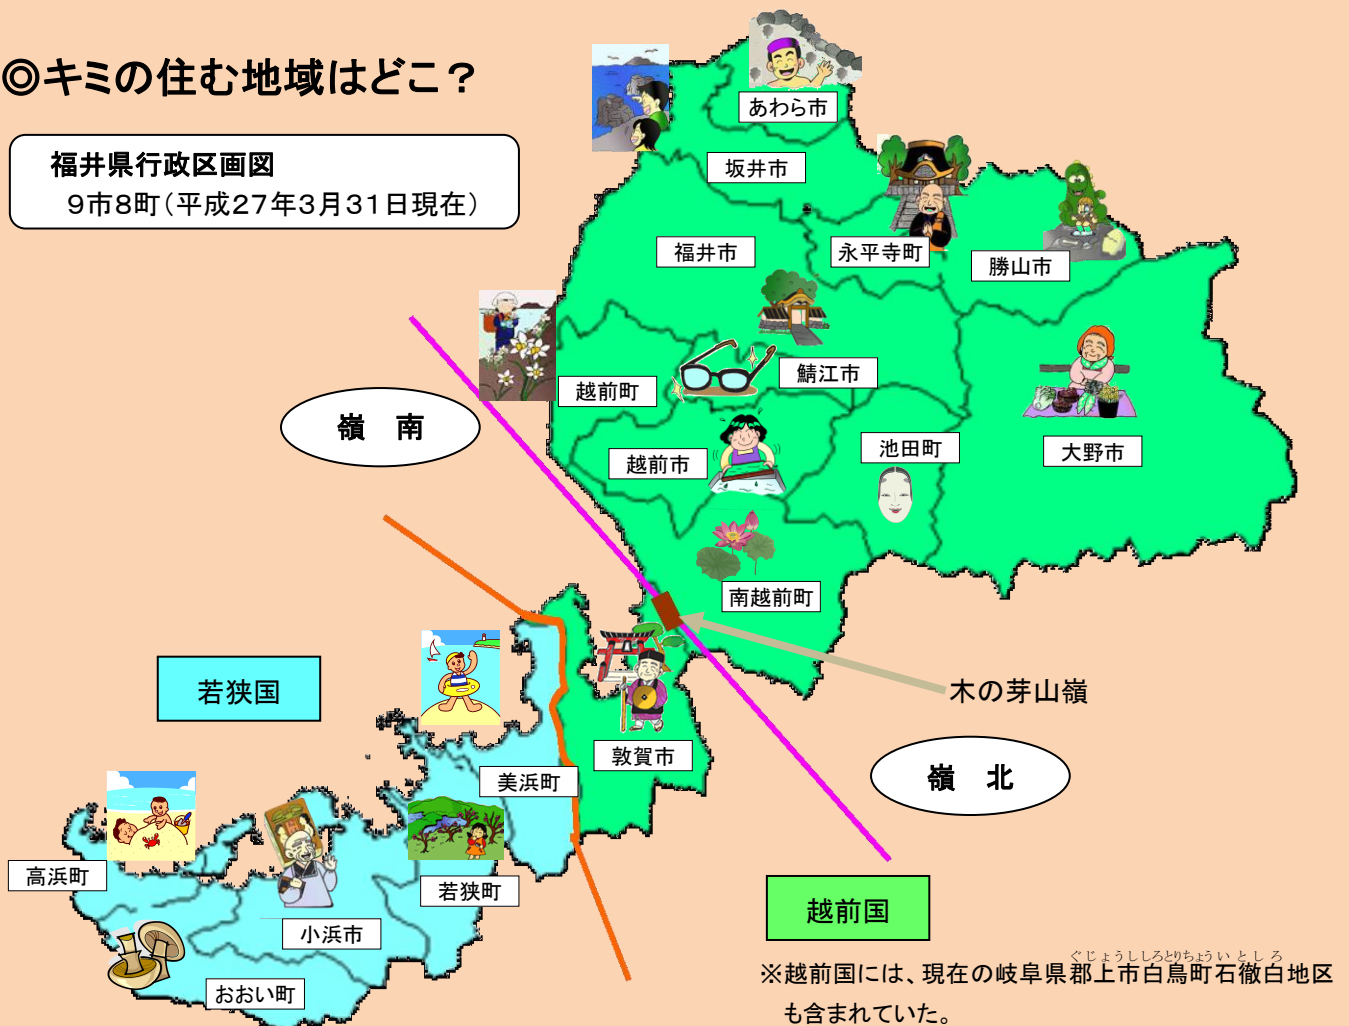 ◎キミの住む地域はどこ？
福井県行政区画図
9市8町（平成27年3月31日現在）
あわら市
坂井市
福井市
永平寺町
勝山市
越前町
鯖江市
嶺　南
越前市
池田町
大野市
南越前町
若狭国
木の芽山嶺
敦賀市
美浜町
嶺　北
高浜町
若狭町
小浜市
越前国
おおい町
ぐじょうししろとりちょういとしろ
※越前国には、現在の岐阜県郡上市白鳥町石徹白地区
も含まれていた。